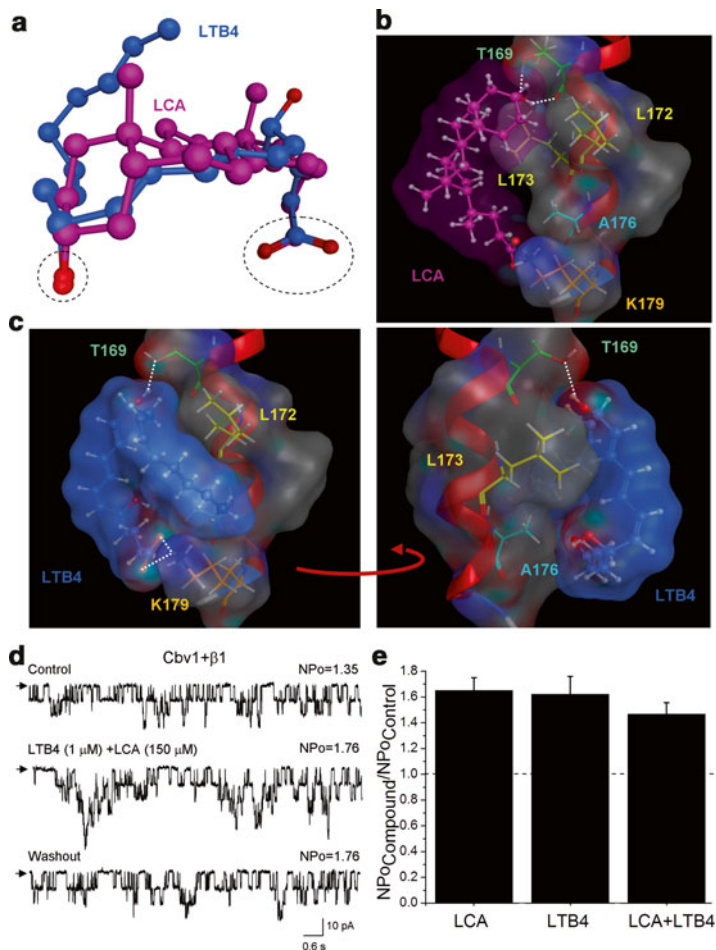 a
LTB4
LCA
b
T169
L172
L173
A176
LCA
K179
c
T169
L172
LTB4
K179
T169
L173
A176
LTB4
d
Cbv1+β1
Control
NPo=1.35
LTB4 (1 μM) +LCA (150 μM)
NPo=1.76
Washout
NPo=1.76
10 pA
0.6 s
e
NPoCompound/NPoControl
1.8
1.6
1.4
1.2
1.0
0.8
0.6
0.4
0.2
0.0
LCA
LTB4
LCA+LTB4